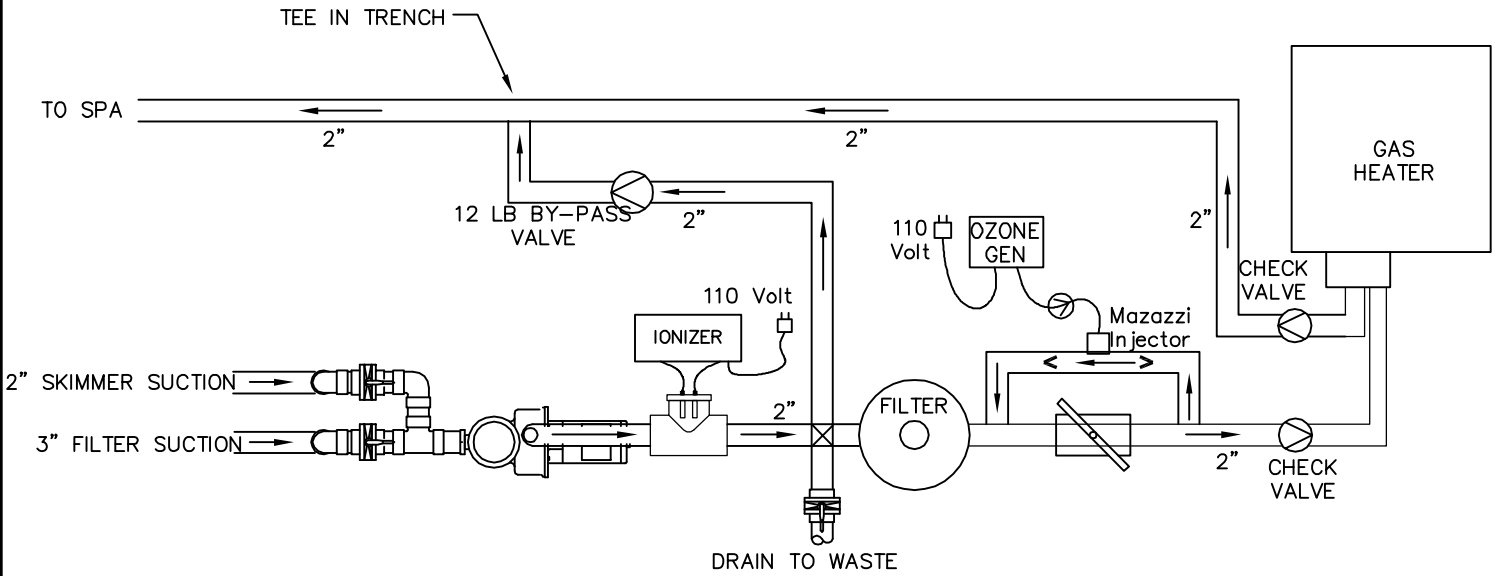 TEE IN TRENCH
TO SPA
2”
2”
GAS
HEATER
12 LB BY-PASS
VALVE
2”
110
Volt
OZONE
GEN
2”
CHECK
VALVE
110 Volt
Mazazzi
Injector
IONIZER
2” SKIMMER SUCTION
2”
FILTER
3” FILTER SUCTION
2”
CHECK
VALVE
DRAIN TO WASTE